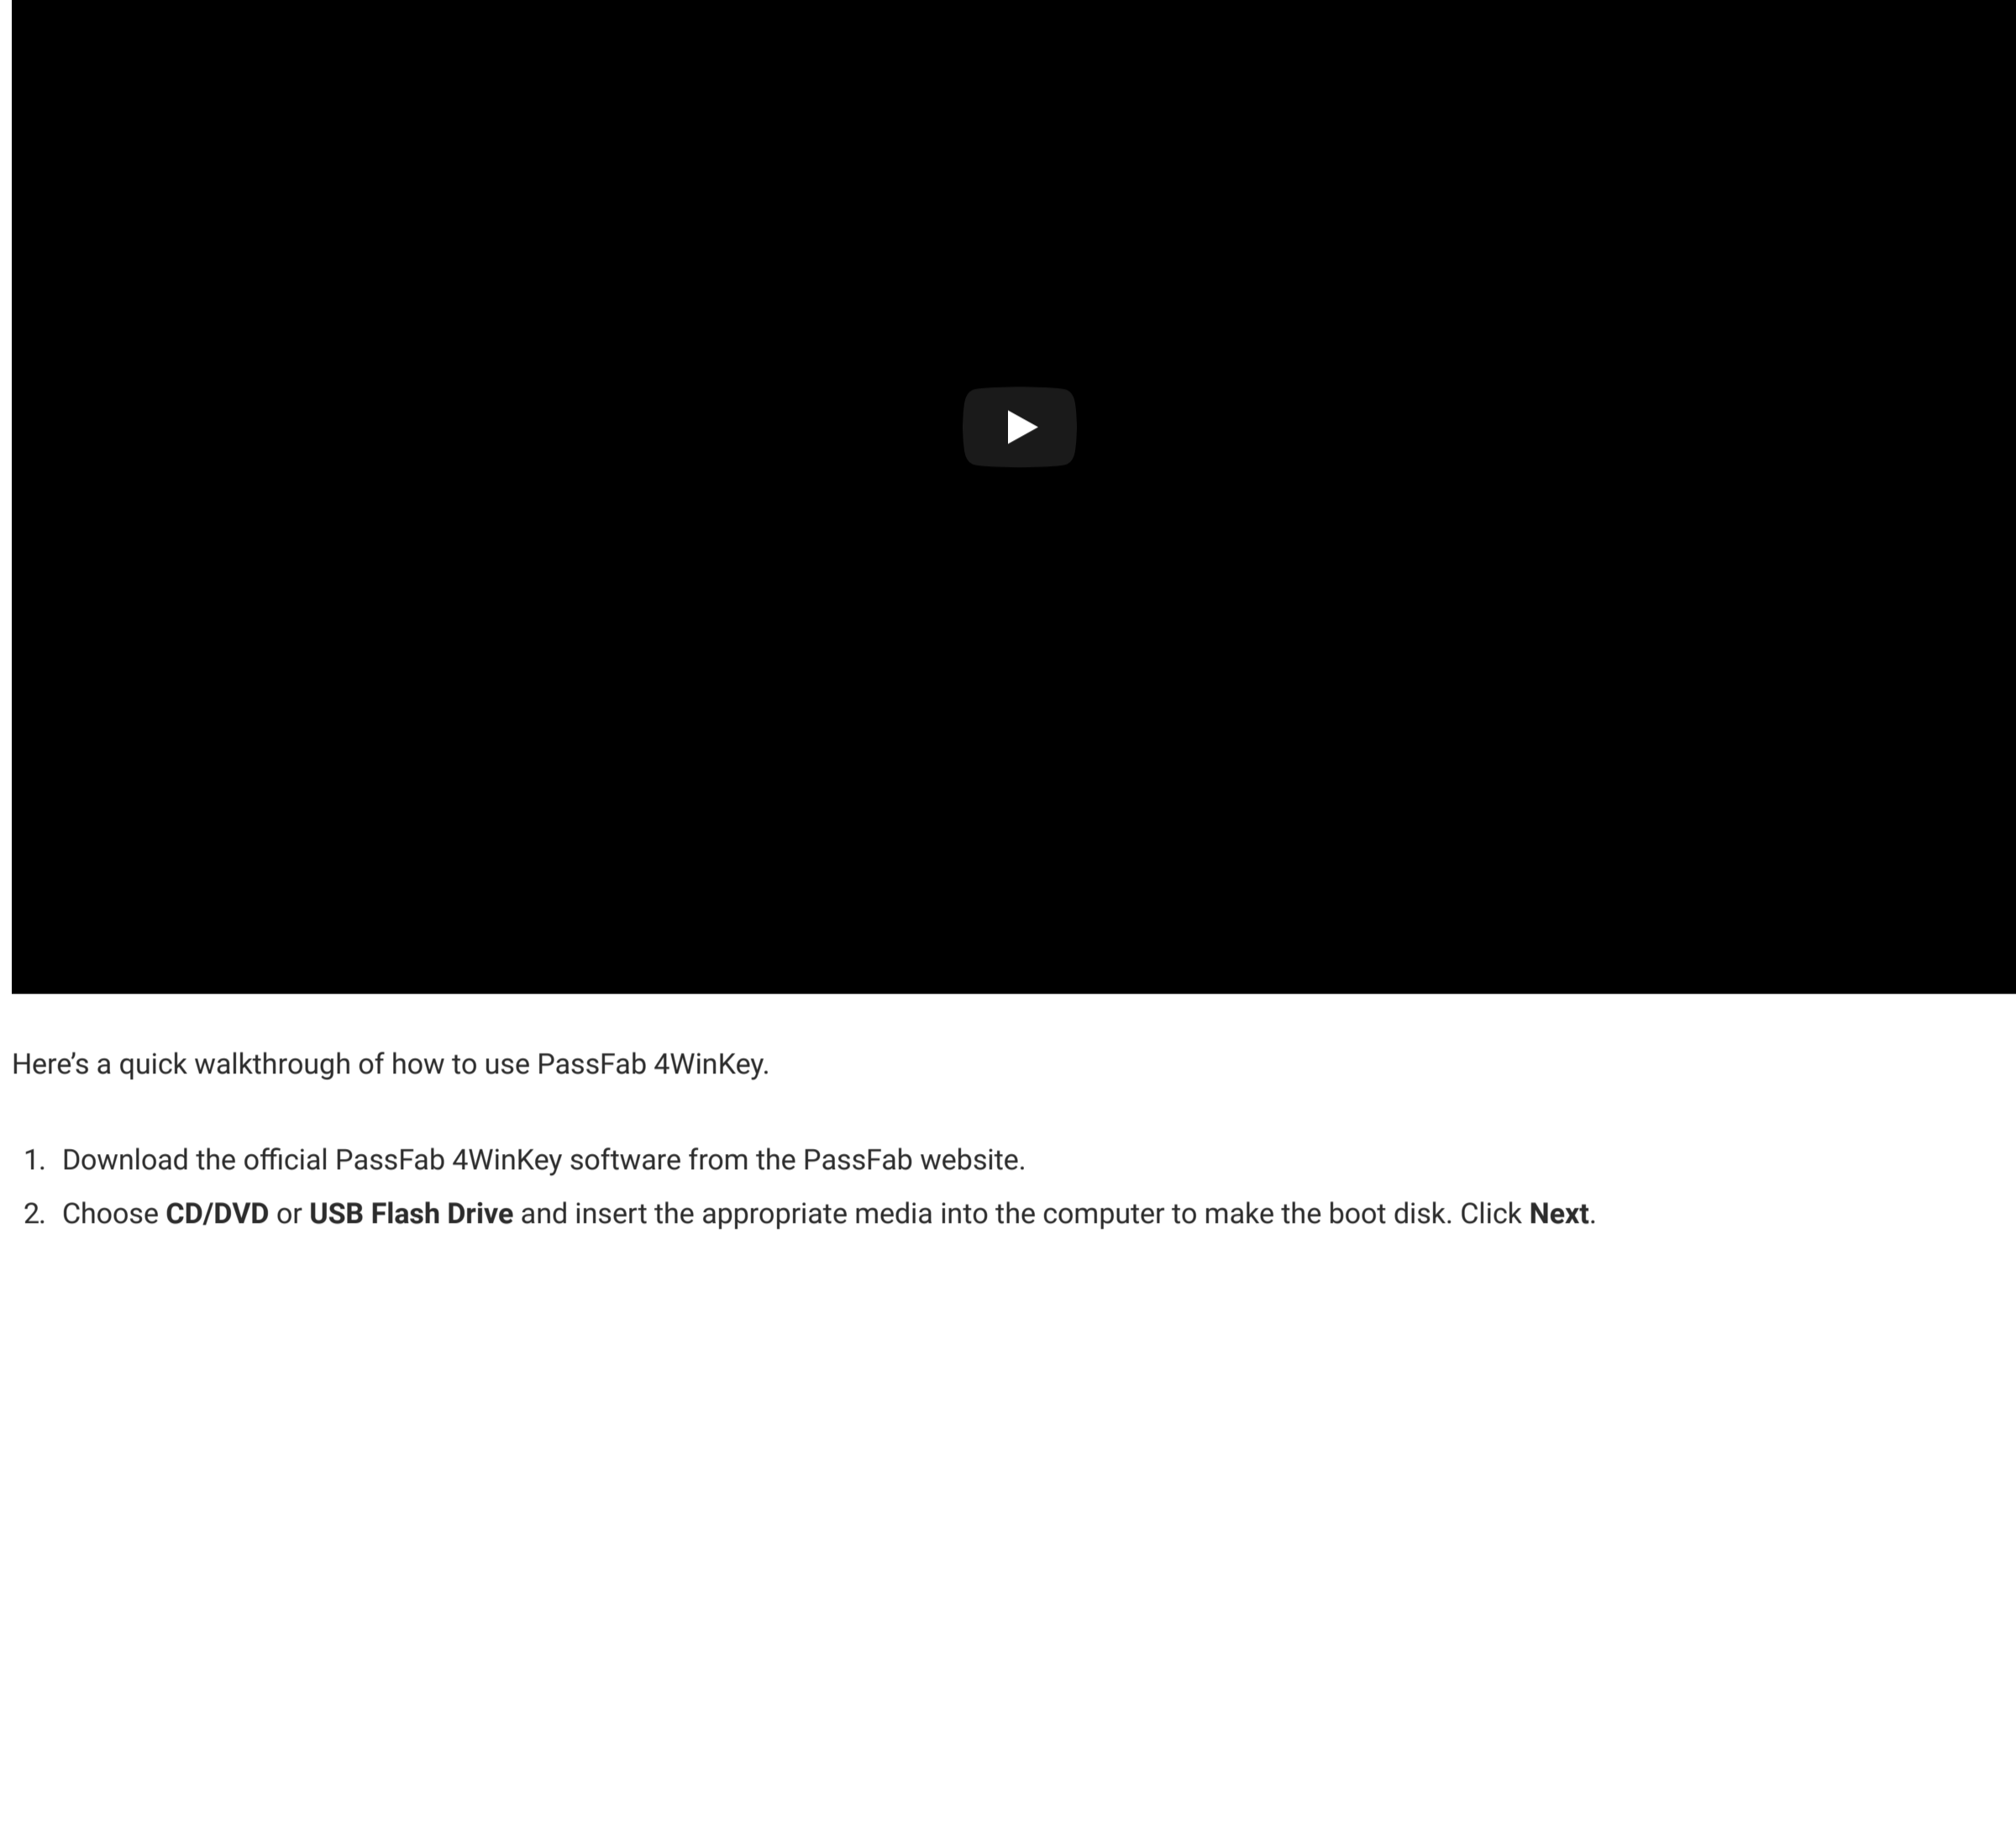 Here’s a quick walkthrough of how to use PassFab 4WinKey.
1. Download the official PassFab 4WinKey software from the PassFab website.
2. Choose CD/DVD or USB Flash Drive and insert the appropriate media into the computer to make the boot disk. Click Next.